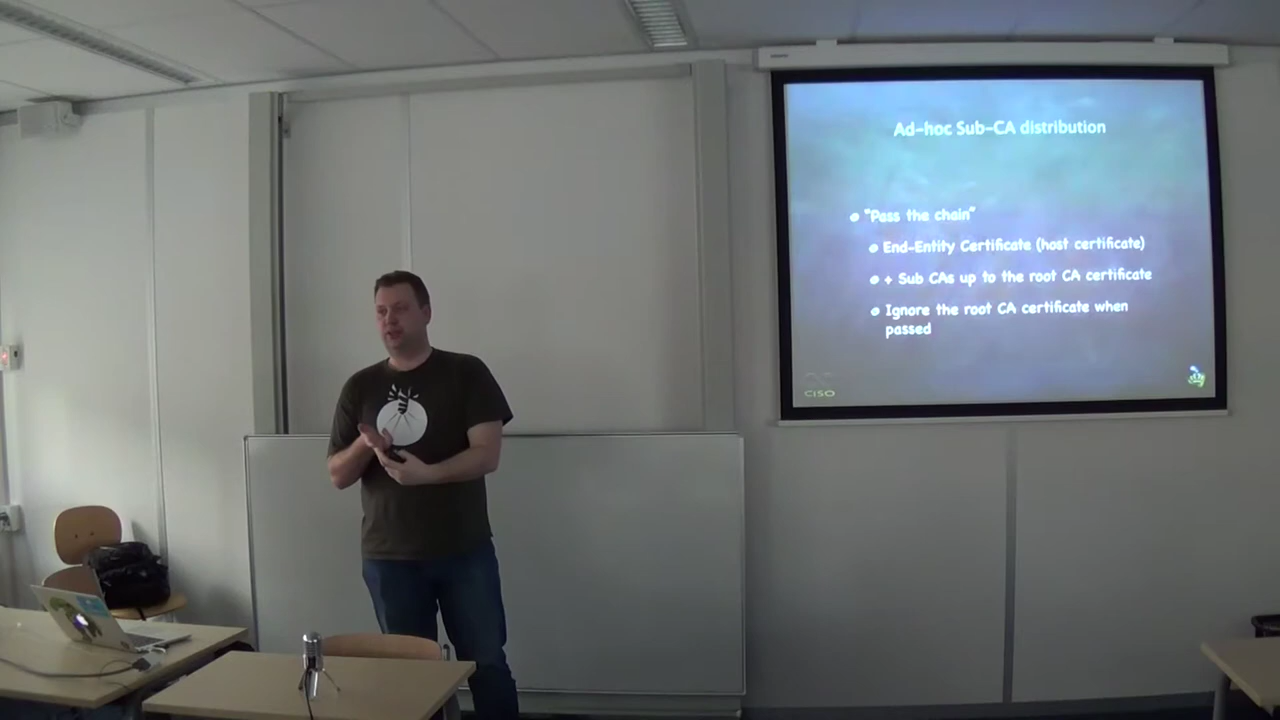 Ad-hoc Sub-CA distribution
"Pass the chain"
End-Entity Certificate (host certificate)
+ Sub CAs up to the root CA certificate
Ignore the root CA certificate when
passed
CISO